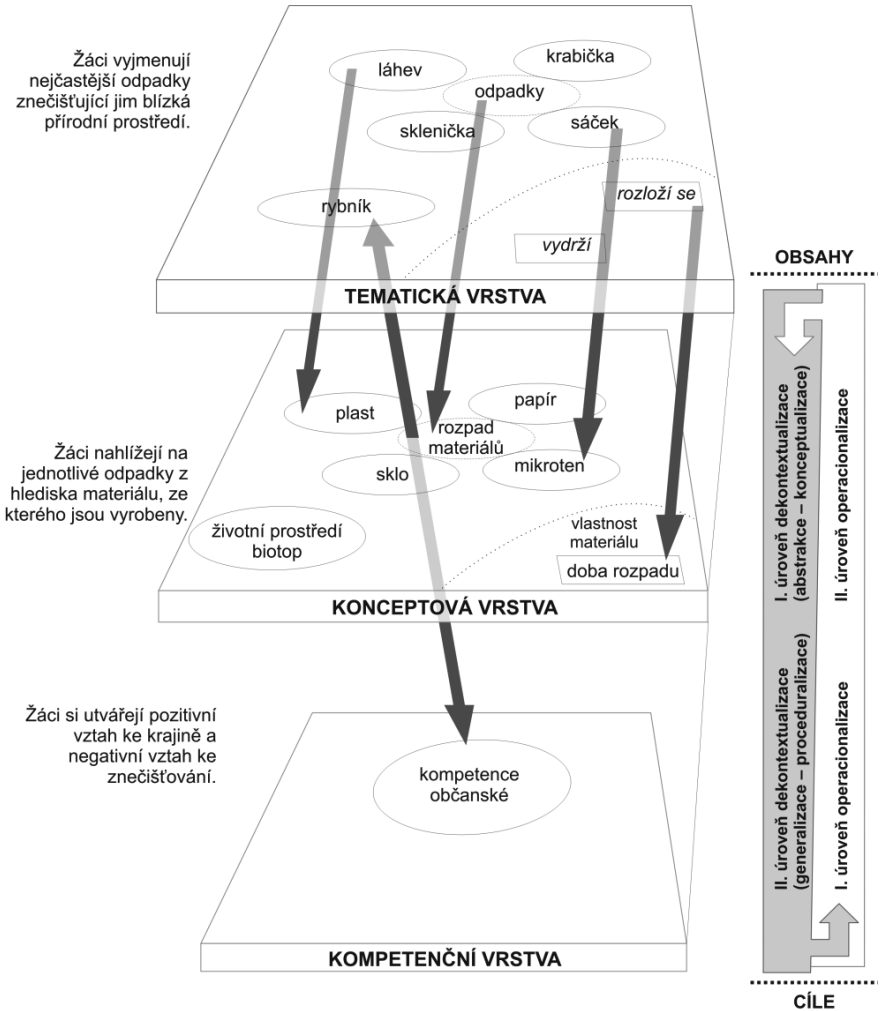 Žáci vyjmenují
nejčastější odpadky
znečišťující jim blízká
přírodní prostředí.
láhev
krabička
odpadky
sklenička
sáček
rybník
rozloží se
vydrží
TEMATICKÁ VRSTVA
Žáci nahlížejí na
jednotlivé odpadky z
hlediska materiálu, ze
kterého jsou vyrobeny.
plast
papír
rozpad
materiálů
sklo
mikroten
životní prostředí
biotop
vlastnost
materiálu
doba rozpadu
KONCEPTOVÁ VRSTVA
Žáci si utvářejí pozitivní
vztah ke krajině a
negativní vztah ke
znečišťování.
kompetence
občanské
KOMPETENČNÍ VRSTVA
OBSAHY
I. úroveň dekontextualizace
(abstrakce – konceptualizace)
II. úroveň operacionalizace
II. úroveň dekontextualizace
(generalizace – proceduralizace)
I. úroveň operacionalizace
CÍLE